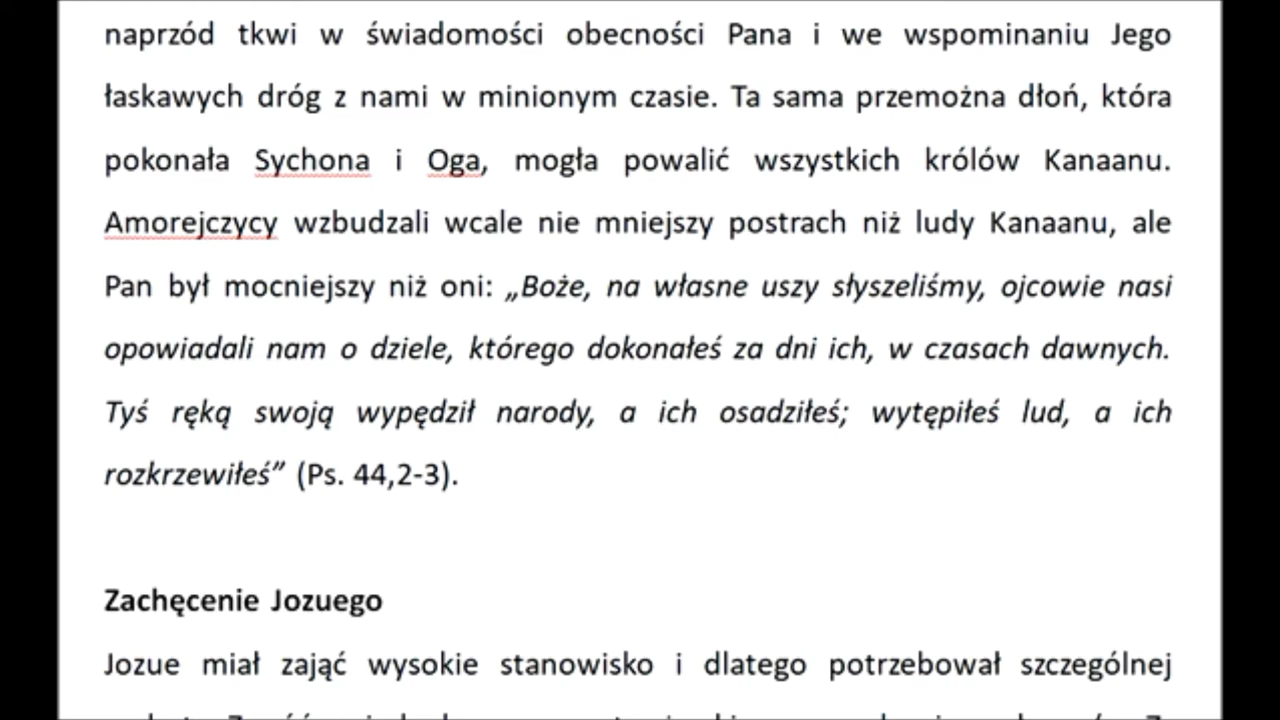 naprzód tkwi w świadomości obecności Pana i we wspominaniu Jego
łaskawych dróg z nami w minionym czasie. Ta sama przemożna dłoń, która
pokonała Sychona i Oga, mogła powalić wszystkich królów Kanaanu.
Amorejczycy wzbudzali wcale nie mniejszy postrach niż ludy Kanaanu, ale
Pan był mocniejszy niż oni: „Boże, na własne uszy słyszeliśmy, ojcowie nasi
opowiadali nam o dziele, którego dokonałeś za dni ich, w czasach dawnych.
Tyś ręką swoją wypędził narody, a ich osadziłeś; wytępiłeś lud, a ich
rozkrzewiłeś” (Ps. 44,2-3).
Zachęcenie Jozuego
Jozue miał zająć wysokie stanowisko i dlatego potrzebował szczególnej